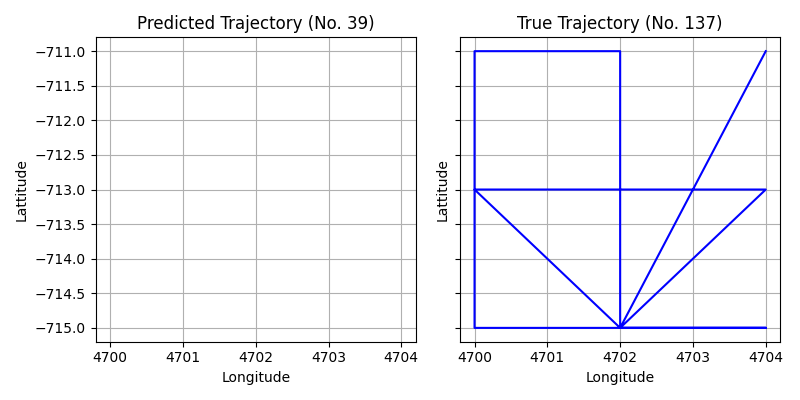 Predicted Trajectory (No. 39)
True Trajectory (No. 137)
Lattitude
−711.0
−711.5
−712.0
−712.5
−713.0
−713.5
−714.0
−714.5
−715.0
4700 4701 4702 4703 4704
Longitude
Lattitude
4700 4701 4702 4703 4704
Longitude